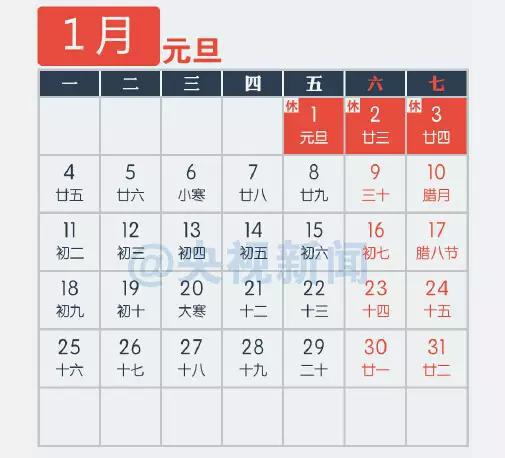 1月 元旦
一 二 三 四 五 六 七
休 1 休 2 休 3
元旦 廿三 廿四
4 5 6 7 8 9 10
廿五 廿六 小寒 廿八 廿九 三十 腊月
11 12 13 14 15 16 17
初二 初三 初四 初五 初六 初七 腊八节
@央视新闻
18 19 20 21 22 23 24
初九 初十 大寒 十二 十三 十四 十五
25 26 27 28 29 30 31
十六 十七 十八 十九 二十 廿一 廿二